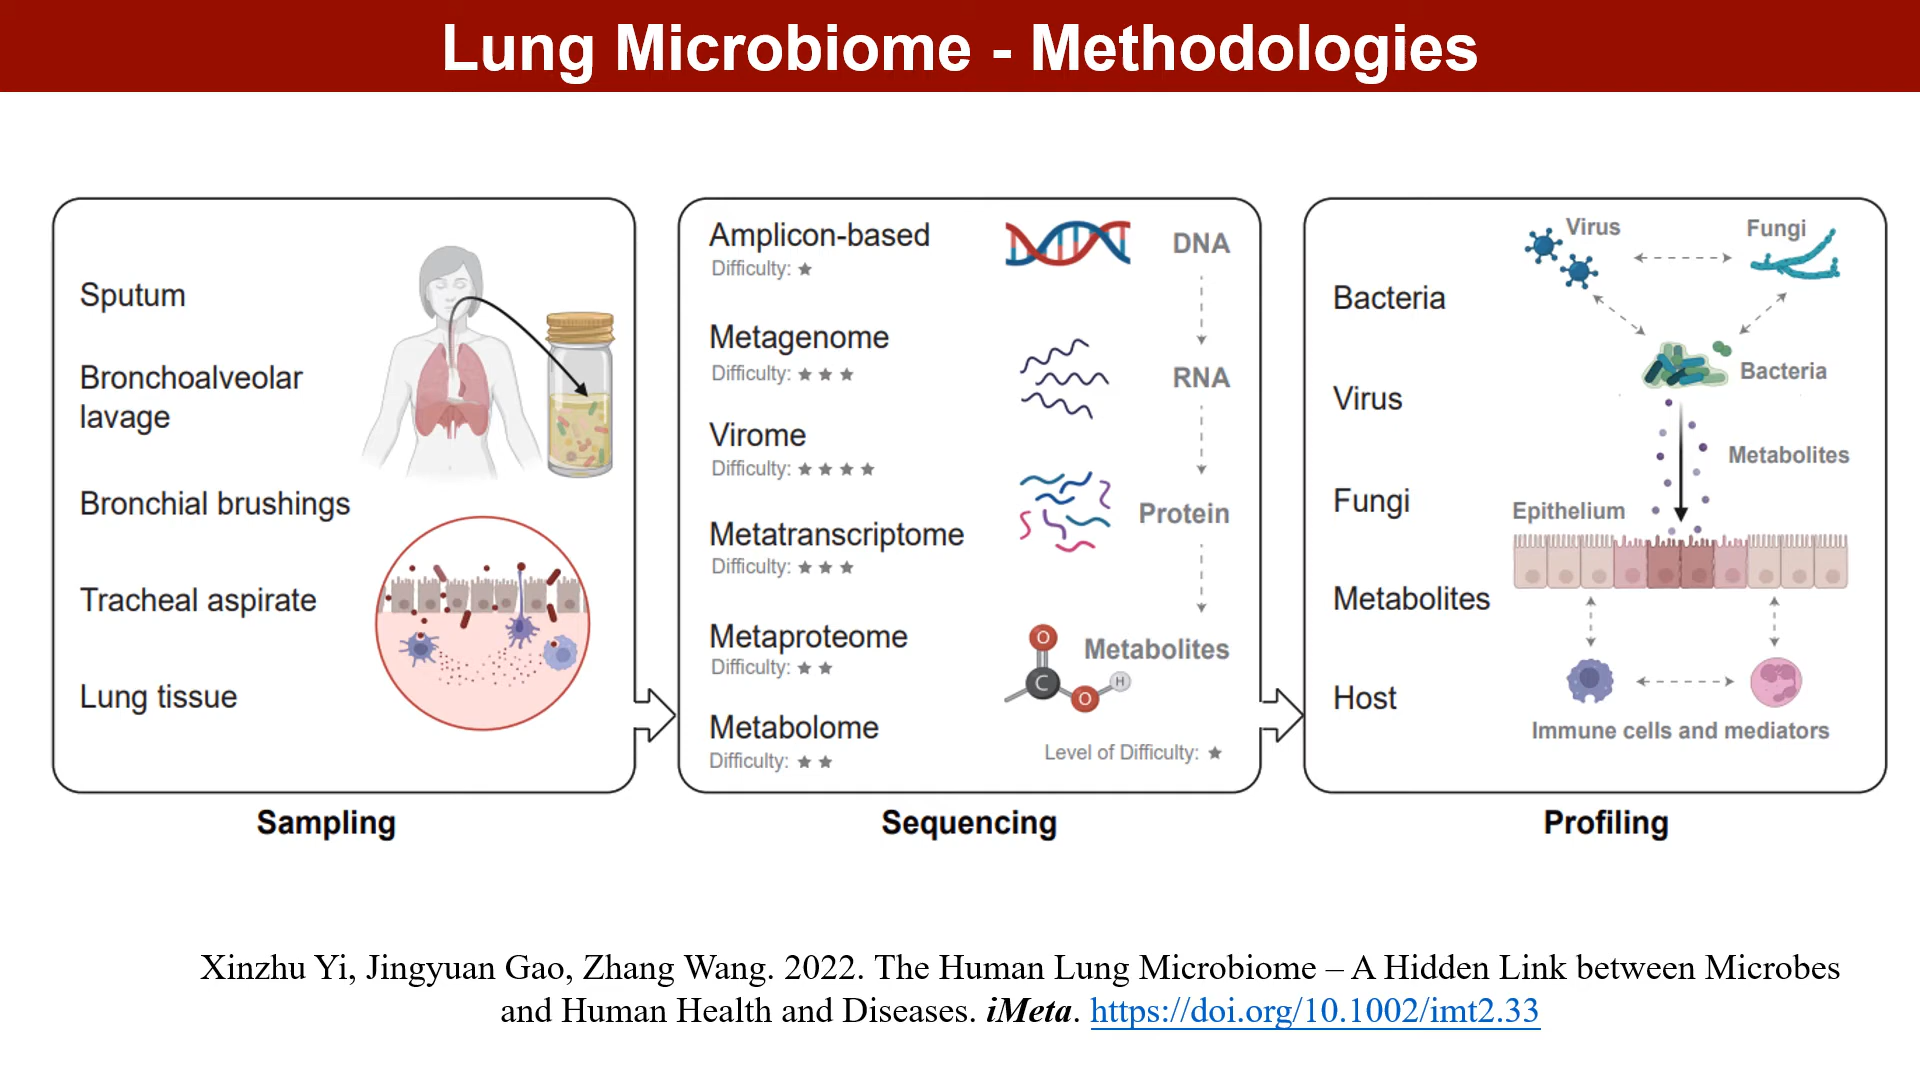 Lung Microbiome - Methodologies
Sputum
Bronchoalveolar
lavage
Bronchial brushings
Tracheal aspirate
Lung tissue
Sampling
Amplicon-based
Difficulty: ★
Metagenome
Difficulty: ★ ★ ★
Virome
Difficulty: ★ ★ ★ ★
Metatranscriptome
Difficulty: ★ ★ ★
Metaproteome
Difficulty: ★ ★
Metabolome
Difficulty: ★ ★
DNA
RNA
Protein
Metabolites
O
C
O
H
Level of Difficulty: ★
Sequencing
Bacteria
Virus
Fungi
Metabolites
Host
Virus
Fungi
Bacteria
Metabolites
Epithelium
Immune cells and mediators
Profiling
Xinzhu Yi, Jingyuan Gao, Zhang Wang. 2022. The Human Lung Microbiome – A Hidden Link between Microbes
and Human Health and Diseases. iMeta. https://doi.org/10.1002/imt2.33